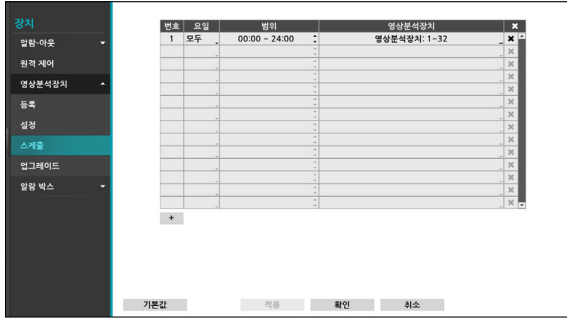 장치
알람-아웃
원격 제어
영상분석장치
등록
설정
스케줄
업그레이드
알람 박스
번호 요일 범위 영상분석장치
1 모두 00:00 ~ 24:00 영상분석장치: 1~32
+
기본값 적용 확인 취소